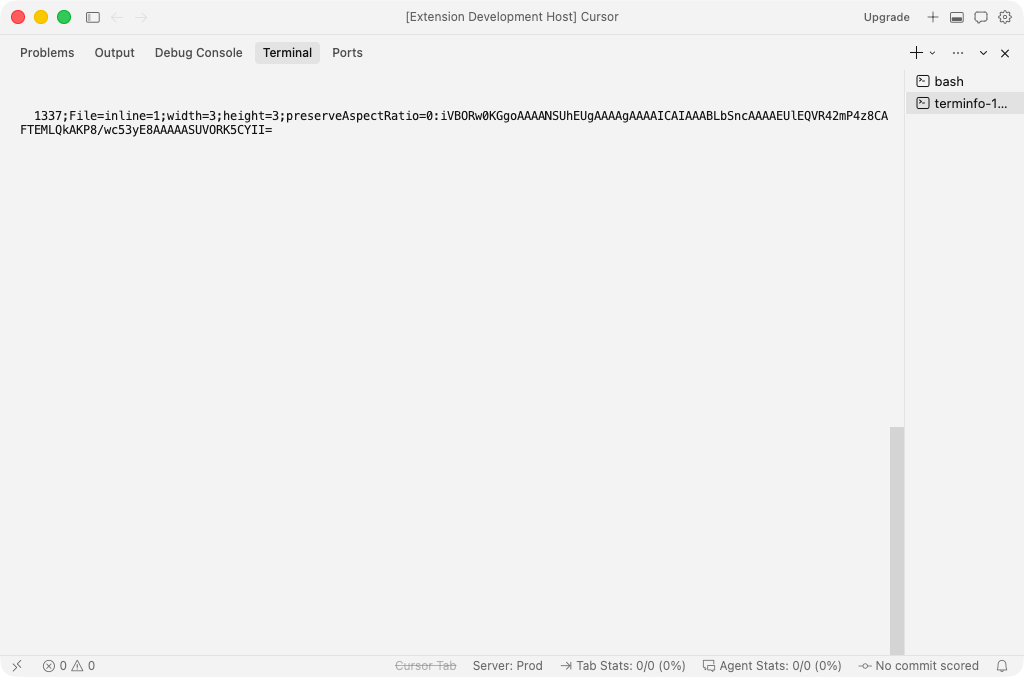 [Extension Development Host] Cursor
Upgrade
Problems Output Debug Console Terminal Ports
bash
terminfo-1...
1337;File=inline=1;width=3;height=3;preserveAspectRatio=0:iVBORw0KGgoAAAANSUhEUgAAAAgAAAAICAIAAABLbSncAAAAEUlEQVR42mP4z8CA
FTEMLQkAKP8/wc53yE8AAAAASUVORK5CYII=
0 0 Cursor Tab Server: Prod Tab Stats: 0/0 (0%) Agent Stats: 0/0 (0%) No commit scored